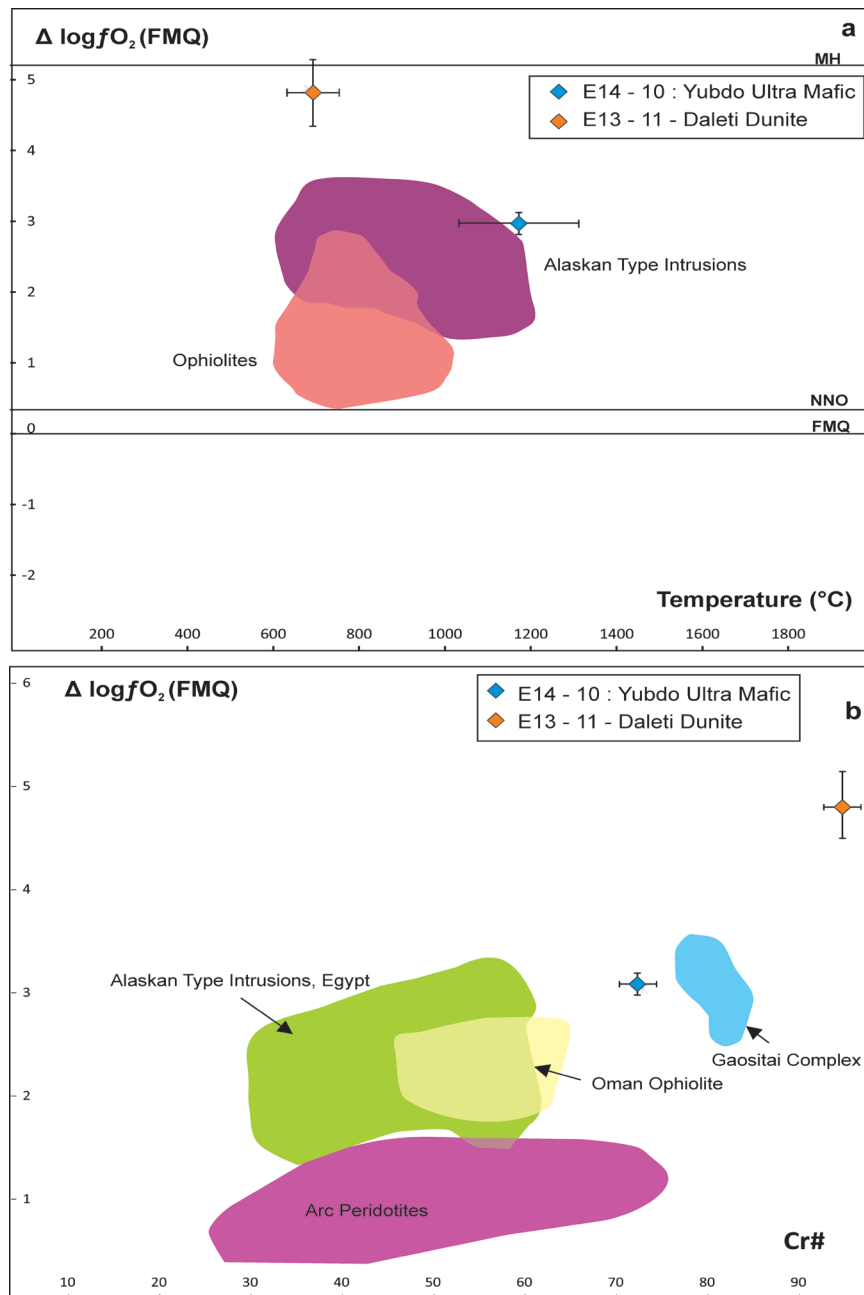 Δ logfO₂ (FMQ)
a
MH
5
E14 - 10 : Yubdo Ultra Mafic
E13 - 11 - Daleti Dunite
4
3
Alaskan Type Intrusions
2
Ophiolites
1
NNO
0
FMQ
-1
-2
Temperature (°C)
200 400 600 800 1000 1200 1400 1600 1800
6
Δ logfO₂ (FMQ)
E14 - 10 : Yubdo Ultra Mafic
E13 - 11 - Daleti Dunite
b
5
4
Alaskan Type Intrusions, Egypt
3
Gaositai Complex
Oman Ophiolite
2
1
Arc Peridotites
Cr#
10 20 30 40 50 60 70 80 90